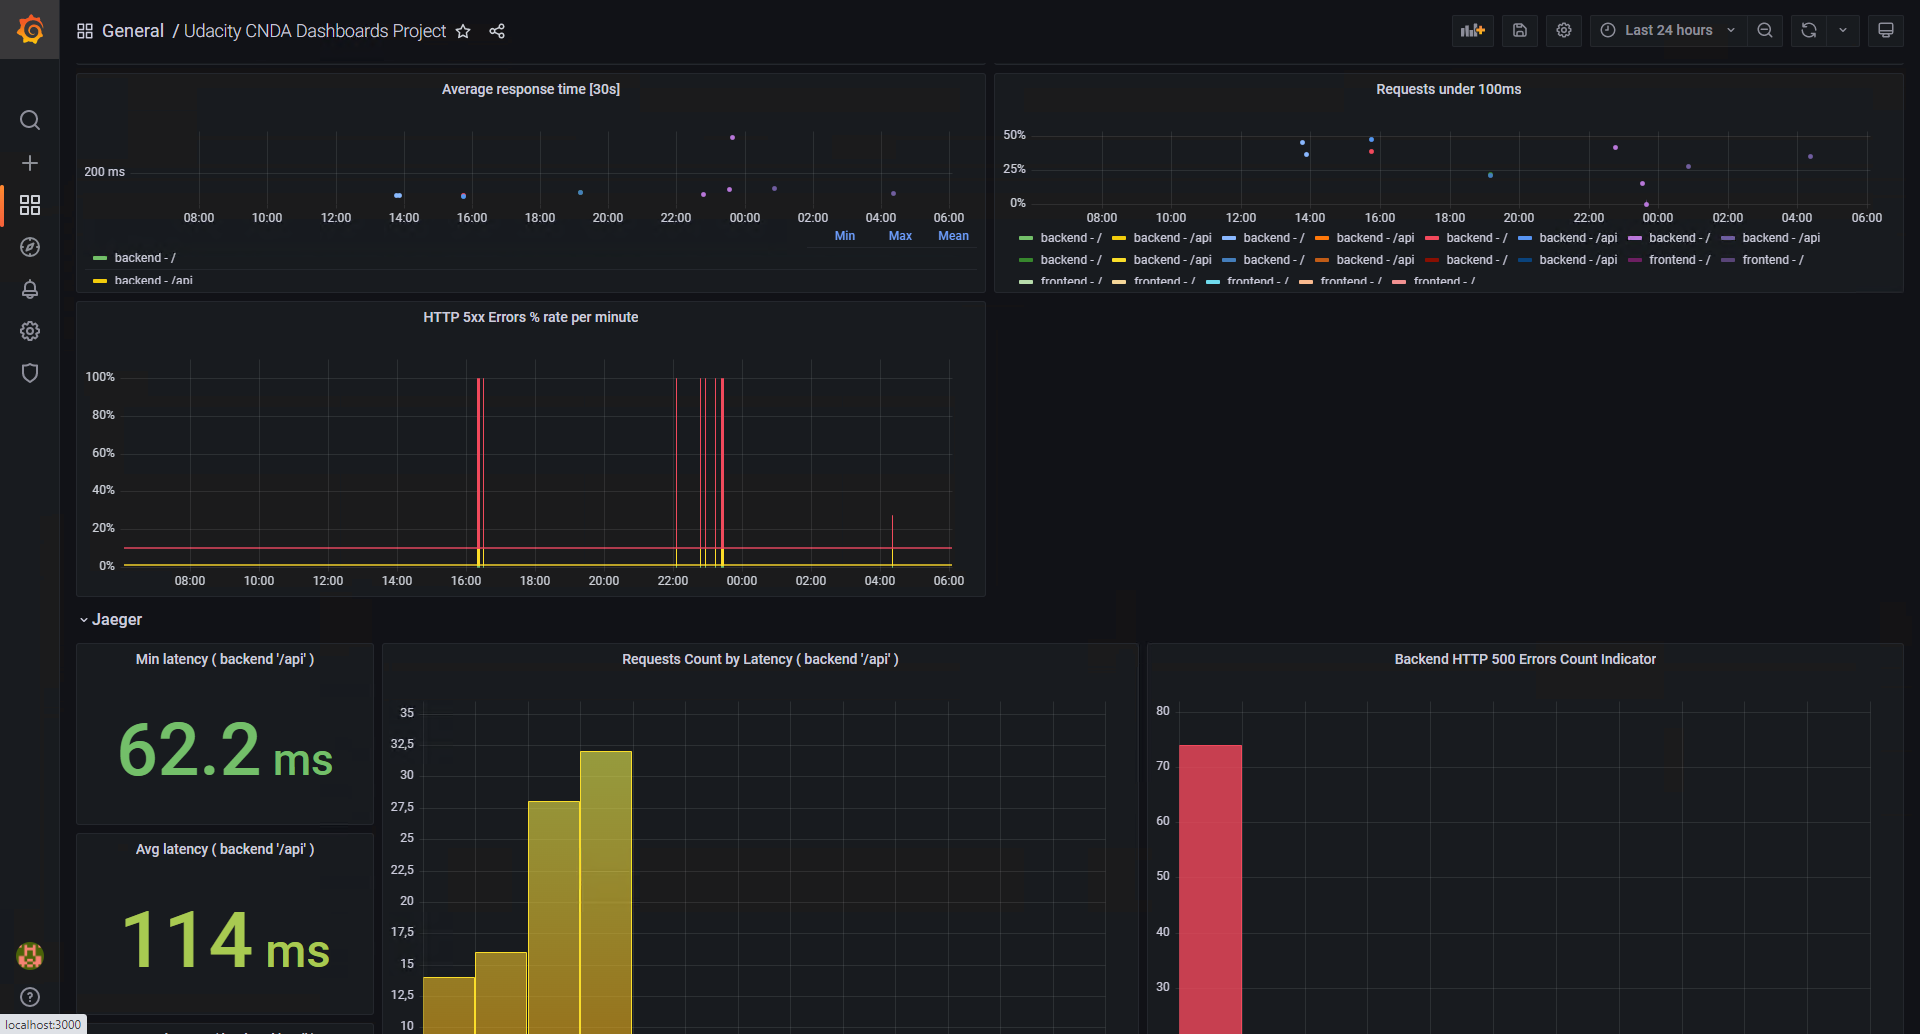 General / Udacity CNDA Dashboards Project
Last 24 hours
Average response time [30s]
200 ms
08:00 10:00 12:00 14:00 16:00 18:00 20:00 22:00 00:00 02:00 04:00 06:00
Min Max Mean
backend - /
backend - /api
Requests under 100ms
50%
25%
0%
08:00 10:00 12:00 14:00 16:00 18:00 20:00 22:00 00:00 02:00 04:00 06:00
backend - / backend - /api backend - / backend - /api backend - / backend - /api backend - / backend - /api
backend - / backend - /api backend - / backend - /api backend - / backend - /api frontend - / frontend - /
frontend - / frontend - / frontend - / frontend - / frontend - /
HTTP 5xx Errors % rate per minute
100%
80%
60%
40%
20%
0%
08:00 10:00 12:00 14:00 16:00 18:00 20:00 22:00 00:00 02:00 04:00 06:00
Jaeger
Min latency ( backend '/api' )
62.2 ms
Avg latency ( backend '/api' )
114 ms
Requests Count by Latency ( backend '/api' )
35
32,5
30
27,5
25
22,5
20
17,5
15
12,5
10
Backend HTTP 500 Errors Count Indicator
80
70
60
50
40
30
localhost:3000